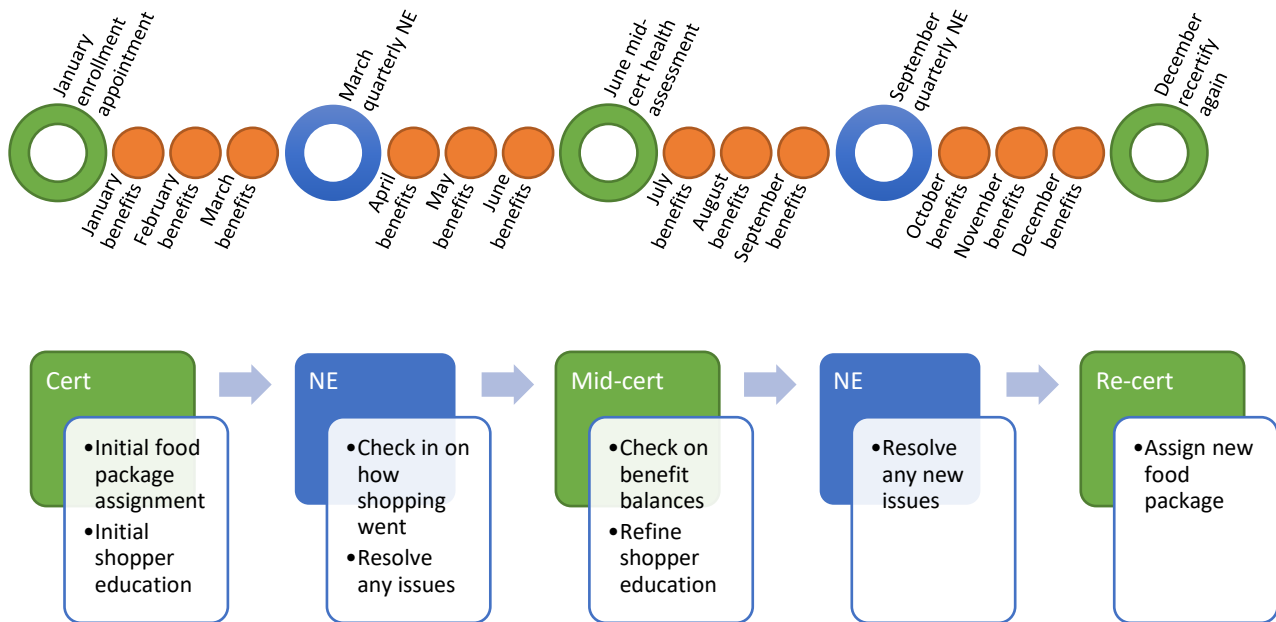 January
enrollment
appointment
January
benefits
February
benefits
March
benefits
March
quarterly NE
April
benefits
May
benefits
June
benefits
June mid-
cert health
assessment
July
benefits
August
benefits
September
benefits
September
quarterly NE
October
benefits
November
benefits
December
benefits
December
recertify
again
Cert
•Initial food
package
assignment
•Initial
shopper
education
NE
•Check in on
how
shopping
went
•Resolve
any issues
Mid-cert
•Check on
benefit
balances
•Refine
shopper
education
NE
•Resolve
any new
issues
Re-cert
•Assign new
food
package